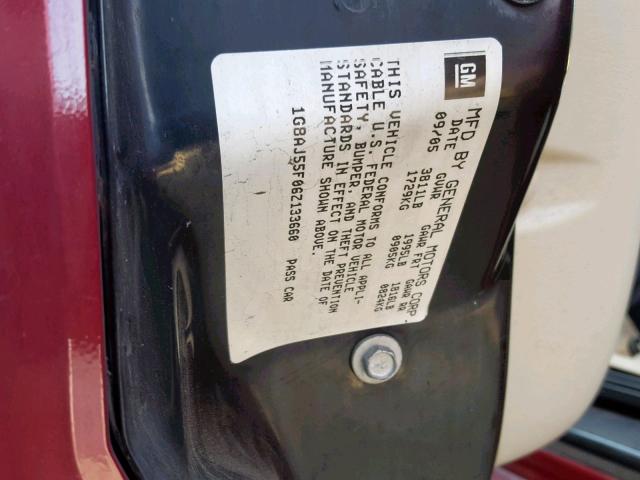 GM
MFD BY GENERAL MOTORS CORP.
DATE GVWR GAWR FRT GAWR RR
09/05 3811LB 1995LB 1816LB
1729KG 0905KG 0824KG
THIS VEHICLE CONFORMS TO ALL APPLI-
CABLE U.S. FEDERAL MOTOR VEHICLE
SAFETY, BUMPER, AND THEFT PREVENTION
STANDARDS IN EFFECT ON THE DATE OF
MANUFACTURE SHOWN ABOVE.
1G8AJ55F06Z133660 PASS CAR